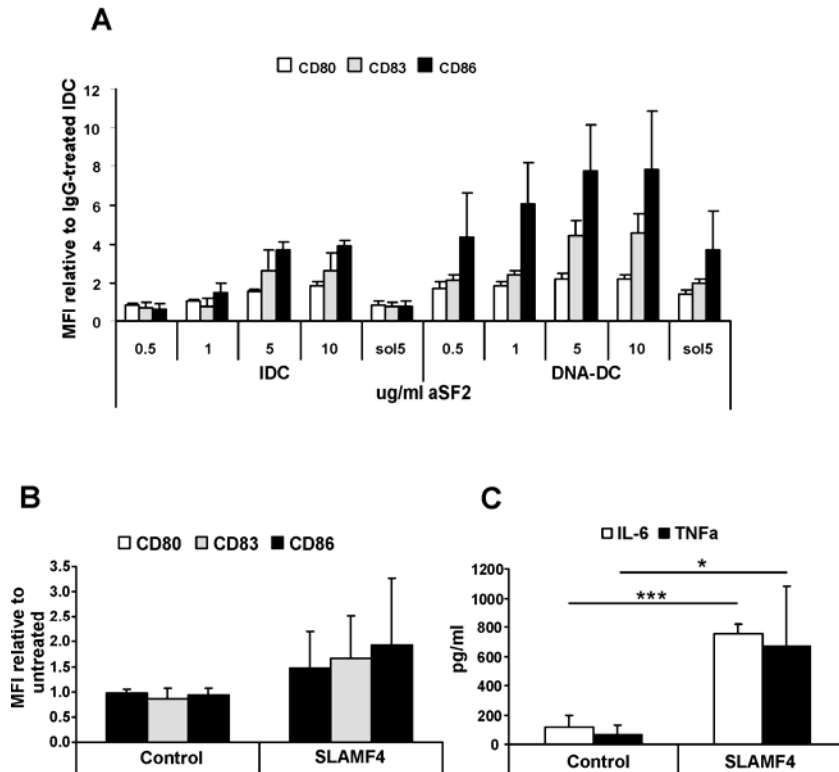 A
CD80 CD83 CD86
MFI relative to IgG-treated IDC
12
10
8
6
4
2
0
0.5 1 5 10 sol5 0.5 1 5 10 sol5
IDC DNA-DC
ug/ml aSF2
B
CD80 CD83 CD86
MFI relative to
untreated
3.5
3.0
2.5
2.0
1.5
1.0
0.5
0.0
Control SLAMF4
C
IL-6 TNFa
pg/ml
1200
1000
800
600
400
200
0
*
***
Control SLAMF4